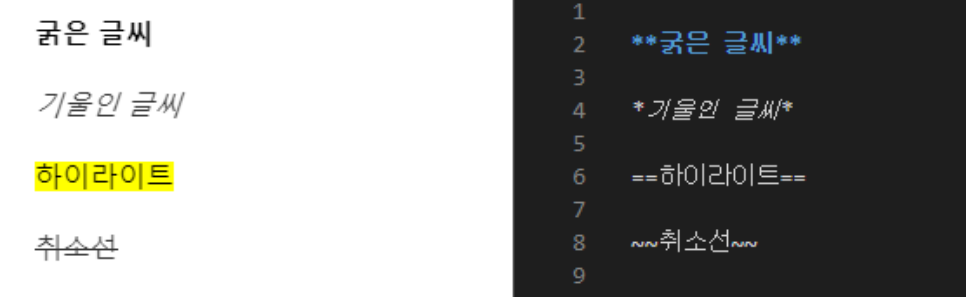 굵은 글씨
기울인 글씨
하이라이트
취소선
1
2 **굵은 글씨**
3
4 *기울인 글씨*
5
6 ==하이라이트==
7
8 ~~취소선~~
9